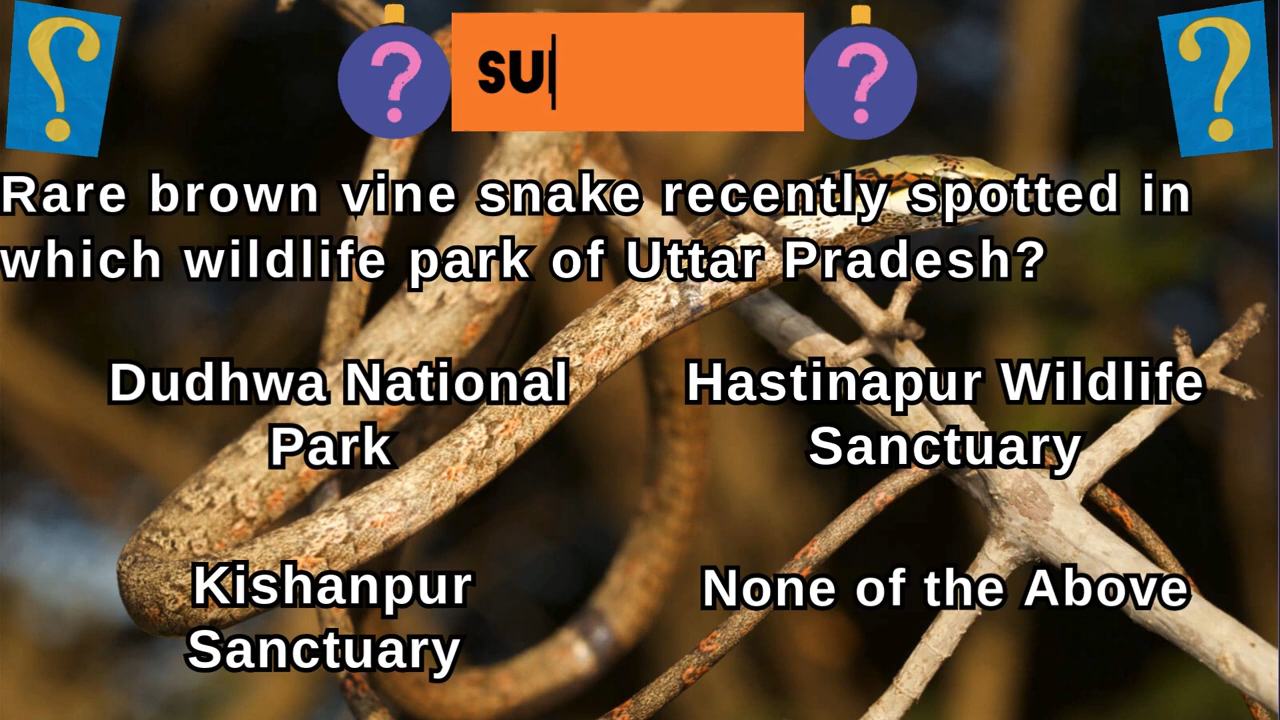 ?
?
SU
?
?
Rare brown vine snake recently spotted in
which wildlife park of Uttar Pradesh?
Dudhwa National
Park
Hastinapur Wildlife
Sanctuary
Kishanpur
Sanctuary
None of the Above